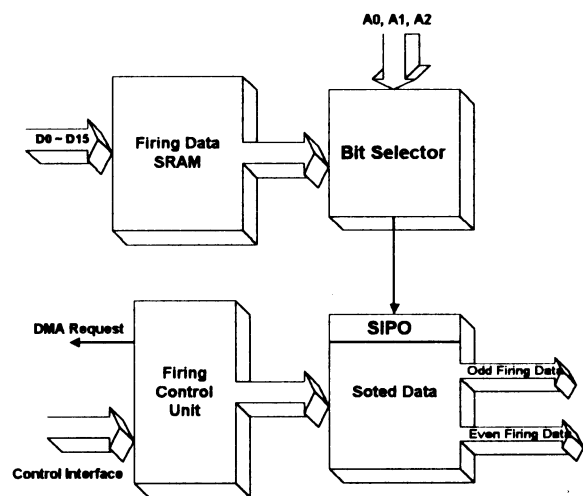 A0, A1, A2
D0 ~ D15
Firing Data
SRAM
Bit Selector
DMA Request
Firing
Control
Unit
Control Interface
SIPO
Soted Data
Odd Firing Data
Even Firing Data